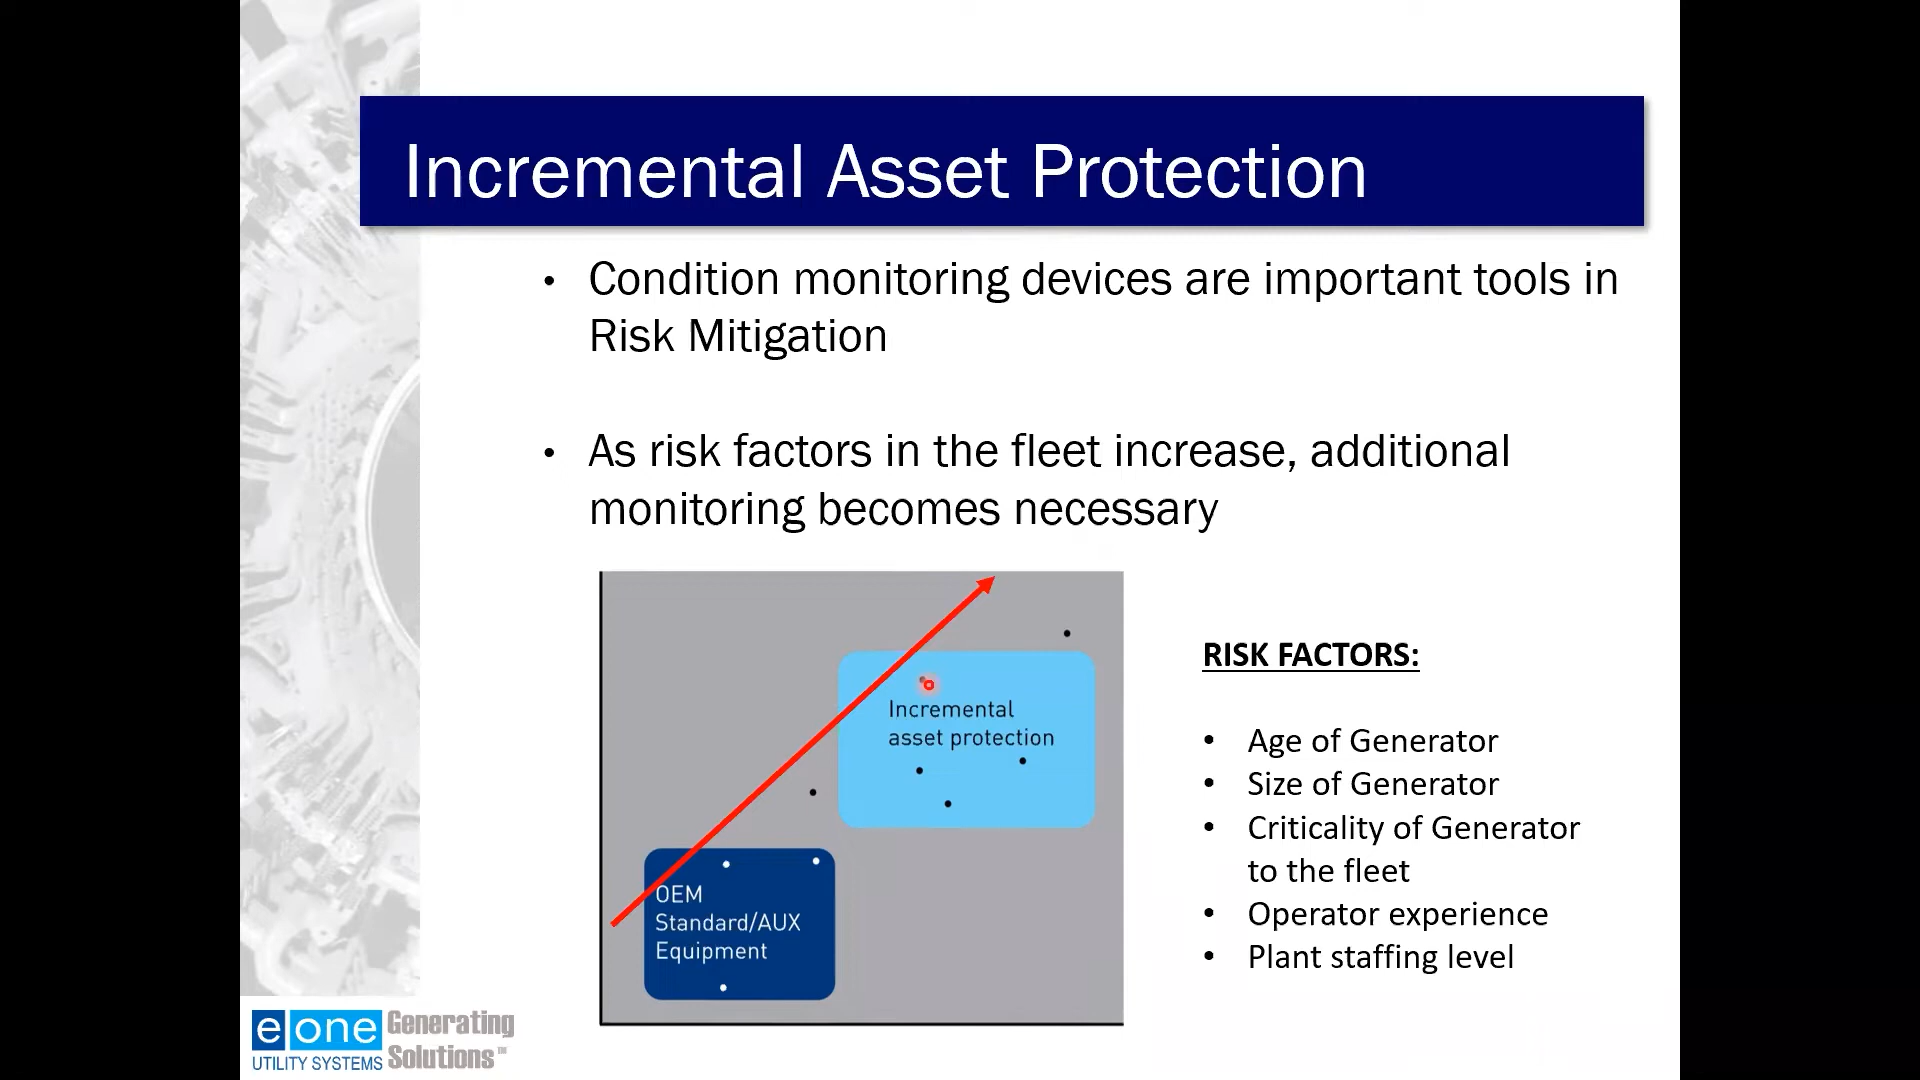 Incremental Asset Protection
• Condition monitoring devices are important tools in
Risk Mitigation
• As risk factors in the fleet increase, additional
monitoring becomes necessary
Incremental
asset protection
OEM
Standard/AUX
Equipment
RISK FACTORS:
• Age of Generator
• Size of Generator
• Criticality of Generator
to the fleet
• Operator experience
• Plant staffing level
e one
UTILITY SYSTEMS
Generating
Solutions™